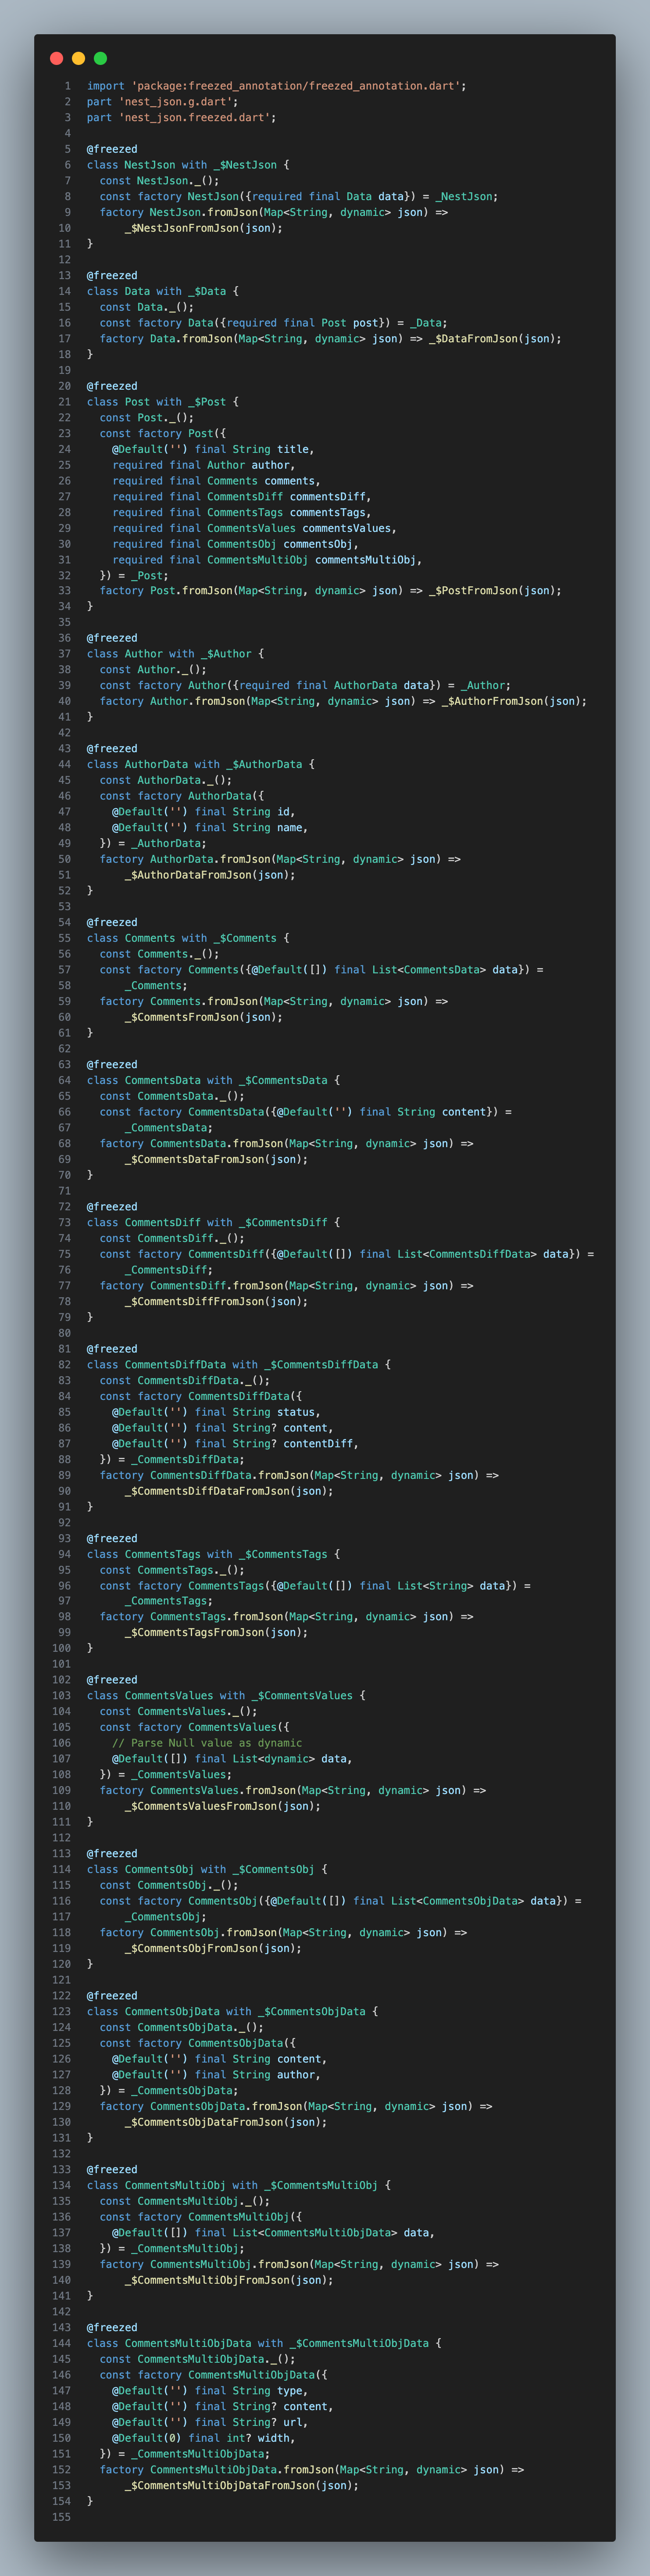 1 import 'package:freezed_annotation/freezed_annotation.dart';
2 part 'nest_json.g.dart';
3 part 'nest_json.freezed.dart';
4
5 @freezed
6 class NestJson with _$NestJson {
7   const NestJson._();
8   const factory NestJson({required final Data data}) = _NestJson;
9   factory NestJson.fromJson(Map<String, dynamic> json) =>
10       _$NestJsonFromJson(json);
11 }
12
13 @freezed
14 class Data with _$Data {
15   const Data._();
16   const factory Data({required final Post post}) = _Data;
17   factory Data.fromJson(Map<String, dynamic> json) => _$DataFromJson(json);
18 }
19
20 @freezed
21 class Post with _$Post {
22   const Post._();
23   const factory Post({
24     @Default('') final String title,
25     required final Author author,
26     required final Comments comments,
27     required final CommentsDiff commentsDiff,
28     required final CommentsTags commentsTags,
29     required final CommentsValues commentsValues,
30     required final CommentsObj commentsObj,
31     required final CommentsMultiObj commentsMultiObj,
32   }) = _Post;
33   factory Post.fromJson(Map<String, dynamic> json) => _$PostFromJson(json);
34 }
35
36 @freezed
37 class Author with _$Author {
38   const Author._();
39   const factory Author({required final AuthorData data}) = _Author;
40   factory Author.fromJson(Map<String, dynamic> json) => _$AuthorFromJson(json);
41 }
42
43 @freezed
44 class AuthorData with _$AuthorData {
45   const AuthorData._();
46   const factory AuthorData({
47     @Default('') final String id,
48     @Default('') final String name,
49   }) = _AuthorData;
50   factory AuthorData.fromJson(Map<String, dynamic> json) =>
51       _$AuthorDataFromJson(json);
52 }
53
54 @freezed
55 class Comments with _$Comments {
56   const Comments._();
57   const factory Comments({@Default([]) final List<CommentsData> data}) =
58       _Comments;
59   factory Comments.fromJson(Map<String, dynamic> json) =>
60       _$CommentsFromJson(json);
61 }
62
63 @freezed
64 class CommentsData with _$CommentsData {
65   const CommentsData._();
66   const factory CommentsData({@Default('') final String content}) =
67       _CommentsData;
68   factory CommentsData.fromJson(Map<String, dynamic> json) =>
69       _$CommentsDataFromJson(json);
70 }
71
72 @freezed
73 class CommentsDiff with _$CommentsDiff {
74   const CommentsDiff._();
75   const factory CommentsDiff({@Default([]) final List<CommentsDiffData> data}) =
76       _CommentsDiff;
77   factory CommentsDiff.fromJson(Map<String, dynamic> json) =>
78       _$CommentsDiffFromJson(json);
79 }
80
81 @freezed
82 class CommentsDiffData with _$CommentsDiffData {
83   const CommentsDiffData._();
84   const factory CommentsDiffData({
85     @Default('') final String status,
86     @Default('') final String? content,
87     @Default('') final String? contentDiff,
88   }) = _CommentsDiffData;
89   factory CommentsDiffData.fromJson(Map<String, dynamic> json) =>
90       _$CommentsDiffDataFromJson(json);
91 }
92
93 @freezed
94 class CommentsTags with _$CommentsTags {
95   const CommentsTags._();
96   const factory CommentsTags({@Default([]) final List<String> data}) =
97       _CommentsTags;
98   factory CommentsTags.fromJson(Map<String, dynamic> json) =>
99       _$CommentsTagsFromJson(json);
100 }
101
102 @freezed
103 class CommentsValues with _$CommentsValues {
104   const CommentsValues._();
105   const factory CommentsValues({
106     // Parse Null value as dynamic
107     @Default([]) final List<dynamic> data,
108   }) = _CommentsValues;
109   factory CommentsValues.fromJson(Map<String, dynamic> json) =>
110       _$CommentsValuesFromJson(json);
111 }
112
113 @freezed
114 class CommentsObj with _$CommentsObj {
115   const CommentsObj._();
116   const factory CommentsObj({@Default([]) final List<CommentsObjData> data}) =
117       _CommentsObj;
118   factory CommentsObj.fromJson(Map<String, dynamic> json) =>
119       _$CommentsObjFromJson(json);
120 }
121
122 @freezed
123 class CommentsObjData with _$CommentsObjData {
124   const CommentsObjData._();
125   const factory CommentsObjData({
126     @Default('') final String content,
127     @Default('') final String author,
128   }) = _CommentsObjData;
129   factory CommentsObjData.fromJson(Map<String, dynamic> json) =>
130       _$CommentsObjDataFromJson(json);
131 }
132
133 @freezed
134 class CommentsMultiObj with _$CommentsMultiObj {
135   const CommentsMultiObj._();
136   const factory CommentsMultiObj({
137     @Default([]) final List<CommentsMultiObjData> data,
138   }) = _CommentsMultiObj;
139   factory CommentsMultiObj.fromJson(Map<String, dynamic> json) =>
140       _$CommentsMultiObjFromJson(json);
141 }
142
143 @freezed
144 class CommentsMultiObjData with _$CommentsMultiObjData {
145   const CommentsMultiObjData._();
146   const factory CommentsMultiObjData({
147     @Default('') final String type,
148     @Default('') final String? content,
149     @Default('') final String? url,
150     @Default(0) final int? width,
151   }) = _CommentsMultiObjData;
152   factory CommentsMultiObjData.fromJson(Map<String, dynamic> json) =>
153       _$CommentsMultiObjDataFromJson(json);
154 }
155